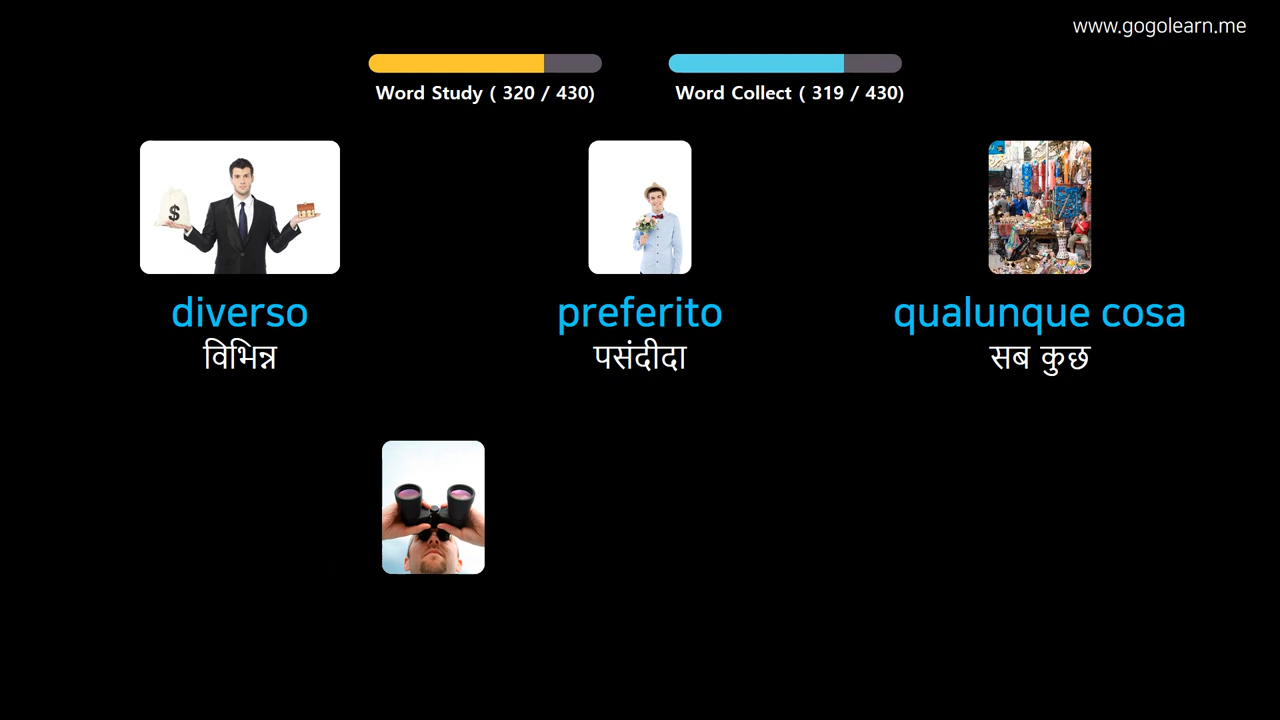 www.gogolearn.me
Word Study ( 320 / 430)
Word Collect ( 319 / 430)
diverso
विभिन्न
preferito
पसंदीदा
qualunque cosa
सब कुछ